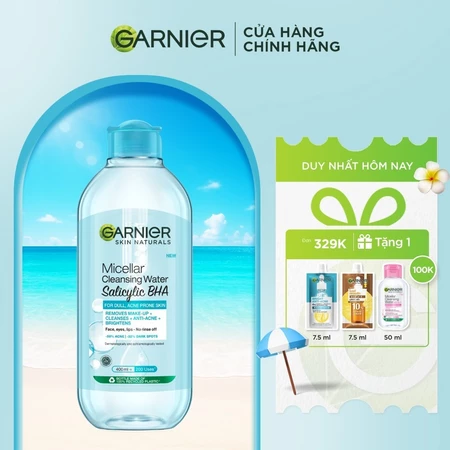 GARNIER
CỬA HÀNG
CHÍNH HÃNG
GARNIER
SKIN NATURALS
Micellar
Cleansing Water
Salicylic BHA
FOR DULL, ACNE PRONE SKIN
REMOVES MAKE-UP +
CLEANSES + ANTI-ACNE +
BRIGHTENS
Face, eyes, lips - No rinse off
400 ml
DUY NHẤT HÔM NAY
329K
Tặng 1
100K
7.5 ml
7.5 ml
50 ml